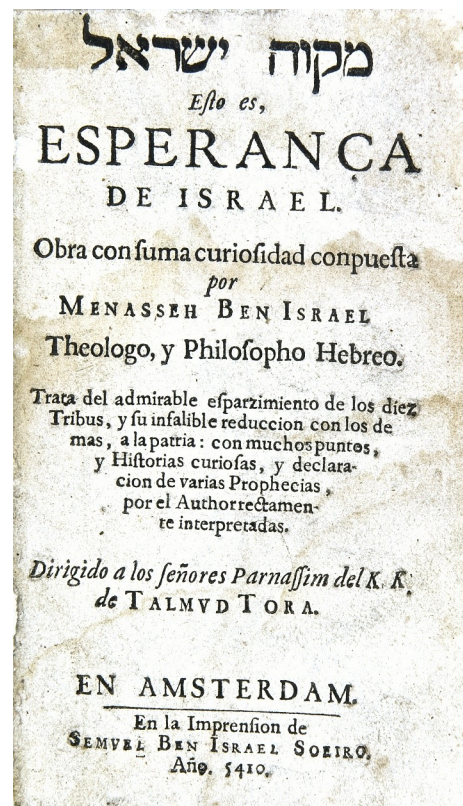 מקוה ישראל
Eſto es,
ESPERANÇA
DE ISRAEL.
Obra con ſuma curioſidad conpueſta
por
MENASSEH BEN ISRAEL
Theologo, y Philoſopho Hebreo.
Trata del admirable eſparzimiento de los diez
Tribus, y ſu infalible reduccion con los de
mas, a la patria: con muchos puntos,
y Hiſtorias curioſas, y declara-
cion de varias Prophecias,
por el Author rectamen-
te interpretadas.
Dirigido a los ſeñores Parnaſſim del K. K.
de TALMVD TORA.
EN AMSTERDAM.
En la Imprenſion de
SEMVEL BEN ISRAEL SOEIRO.
Año. 5410.